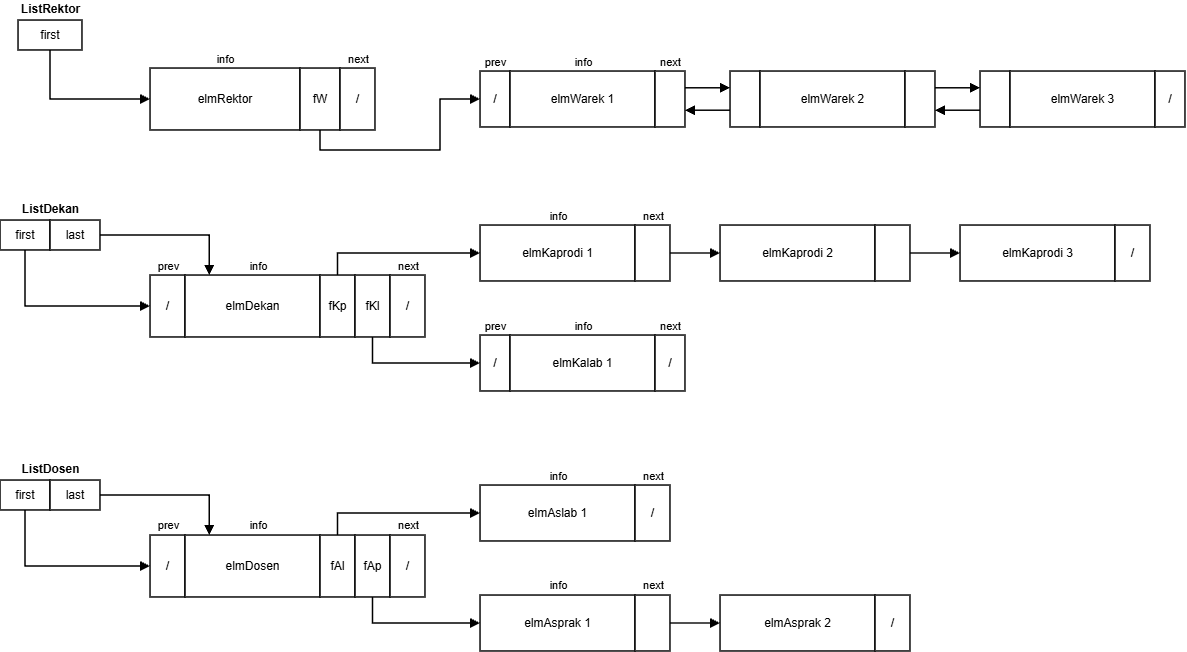 ListRektor
first
info next
elmRektor fW /
prev info next
/ elmWarek 1 elmWarek 2 elmWarek 3 /
ListDekan
first last
prev info next
/ elmDekan fKp fKl /
info next
elmKaprodi 1 elmKaprodi 2 elmKaprodi 3 /
prev info next
/ elmKalab 1 /
ListDosen
first last
prev info next
/ elmDosen fAl fAp /
info next
elmAslab 1 /
info next
elmAsprak 1 elmAsprak 2 /